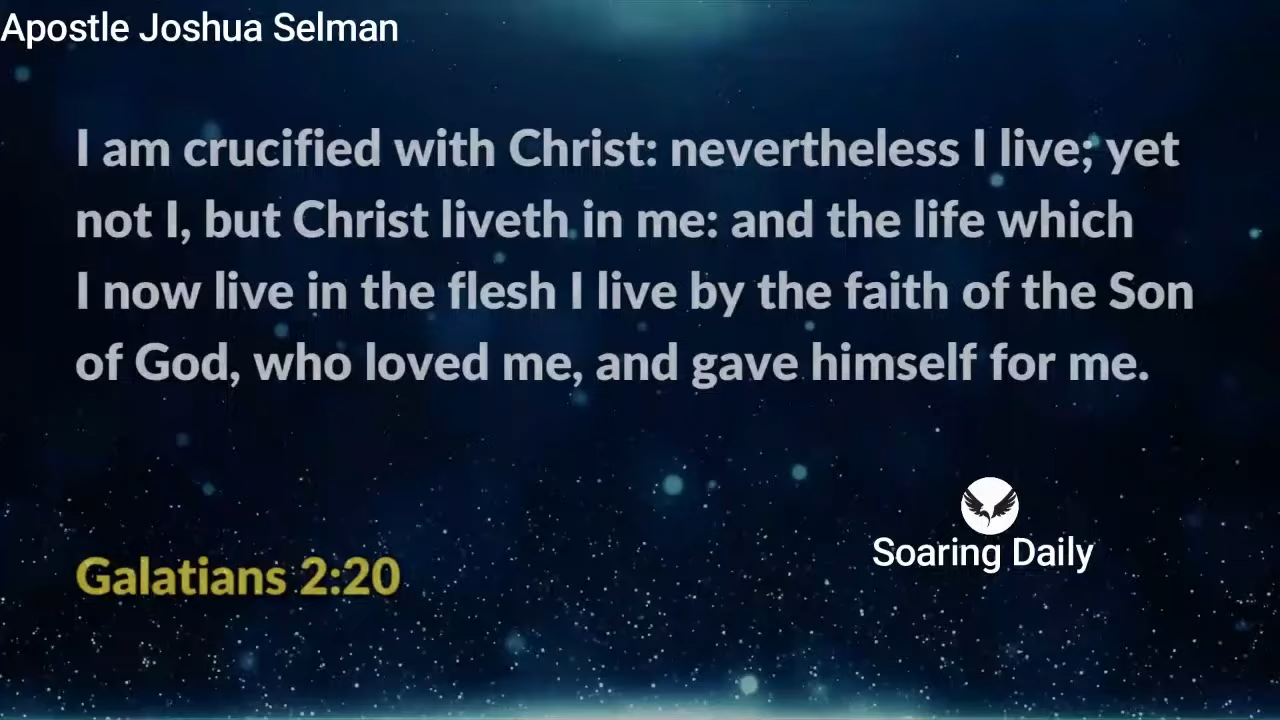 Apostle Joshua Selman
I am crucified with Christ: nevertheless I live; yet
not I, but Christ liveth in me: and the life which
I now live in the flesh I live by the faith of the Son
of God, who loved me, and gave himself for me.
Soaring Daily
Galatians 2:20